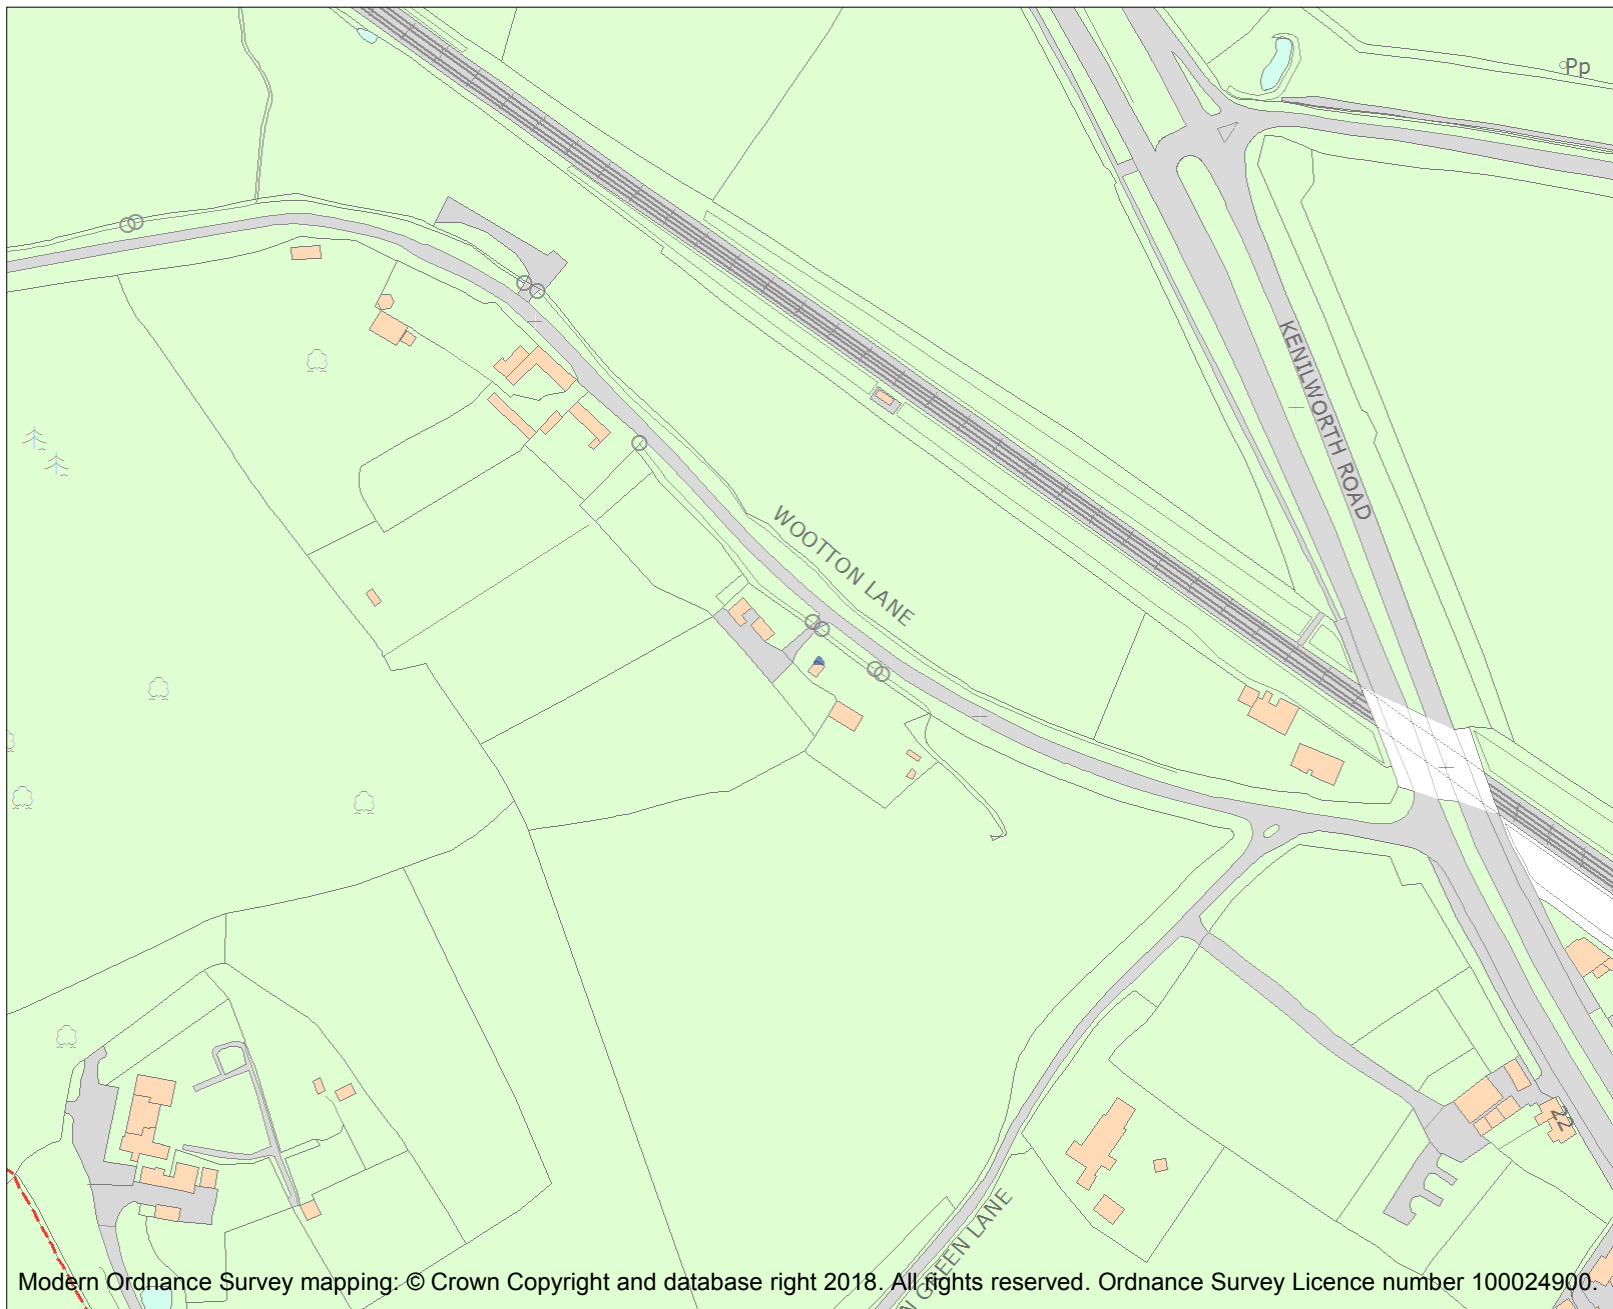 Pp
KENILWORTH ROAD
WOOTTON LANE
22
N GREEN LANE
Modern Ordnance Survey mapping: © Crown Copyright and database right 2018. All rights reserved. Ordnance Survey Licence number 100024900.